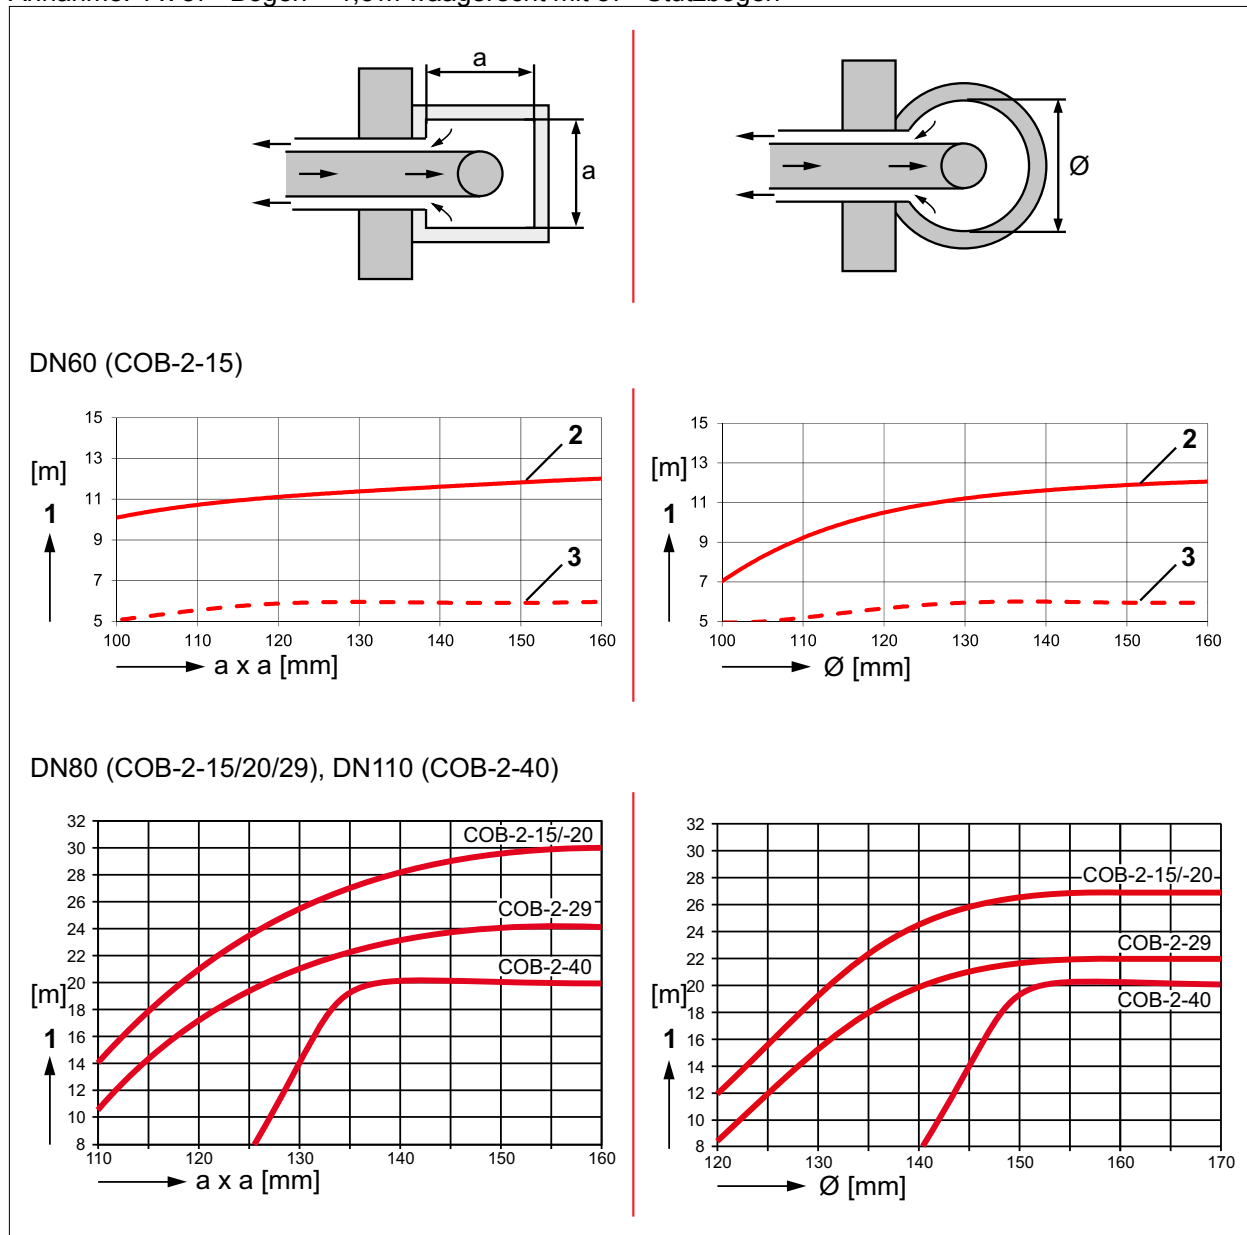 a
a
Ø
DN60 (COB-2-15)
15
13
11
9
7
5
[m]
1
2
3
100 110 120 130 140 150 160
a x a [mm]
15
13
11
9
7
5
[m]
1
2
3
100 110 120 130 140 150 160
Ø [mm]
DN80 (COB-2-15/20/29), DN110 (COB-2-40)
32
30
28
26
24
22
20
18
16
14
12
10
8
[m]
1
COB-2-15/-20
COB-2-29
COB-2-40
110 120 130 140 150 160
a x a [mm]
32
30
28
26
24
22
20
18
16
14
12
10
8
[m]
1
COB-2-15/-20
COB-2-29
COB-2-40
120 130 140 150 160 170
Ø [mm]